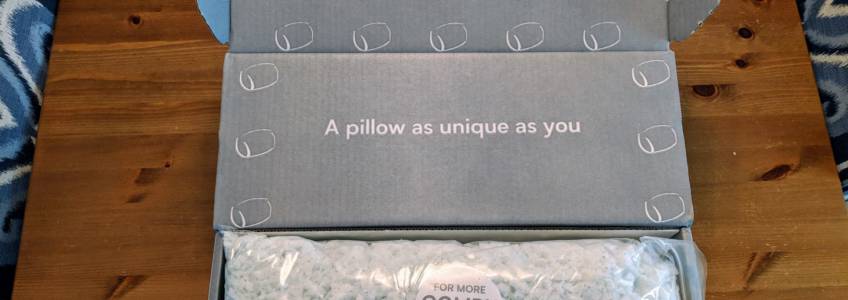 A pillow as unique as you
FOR MORE